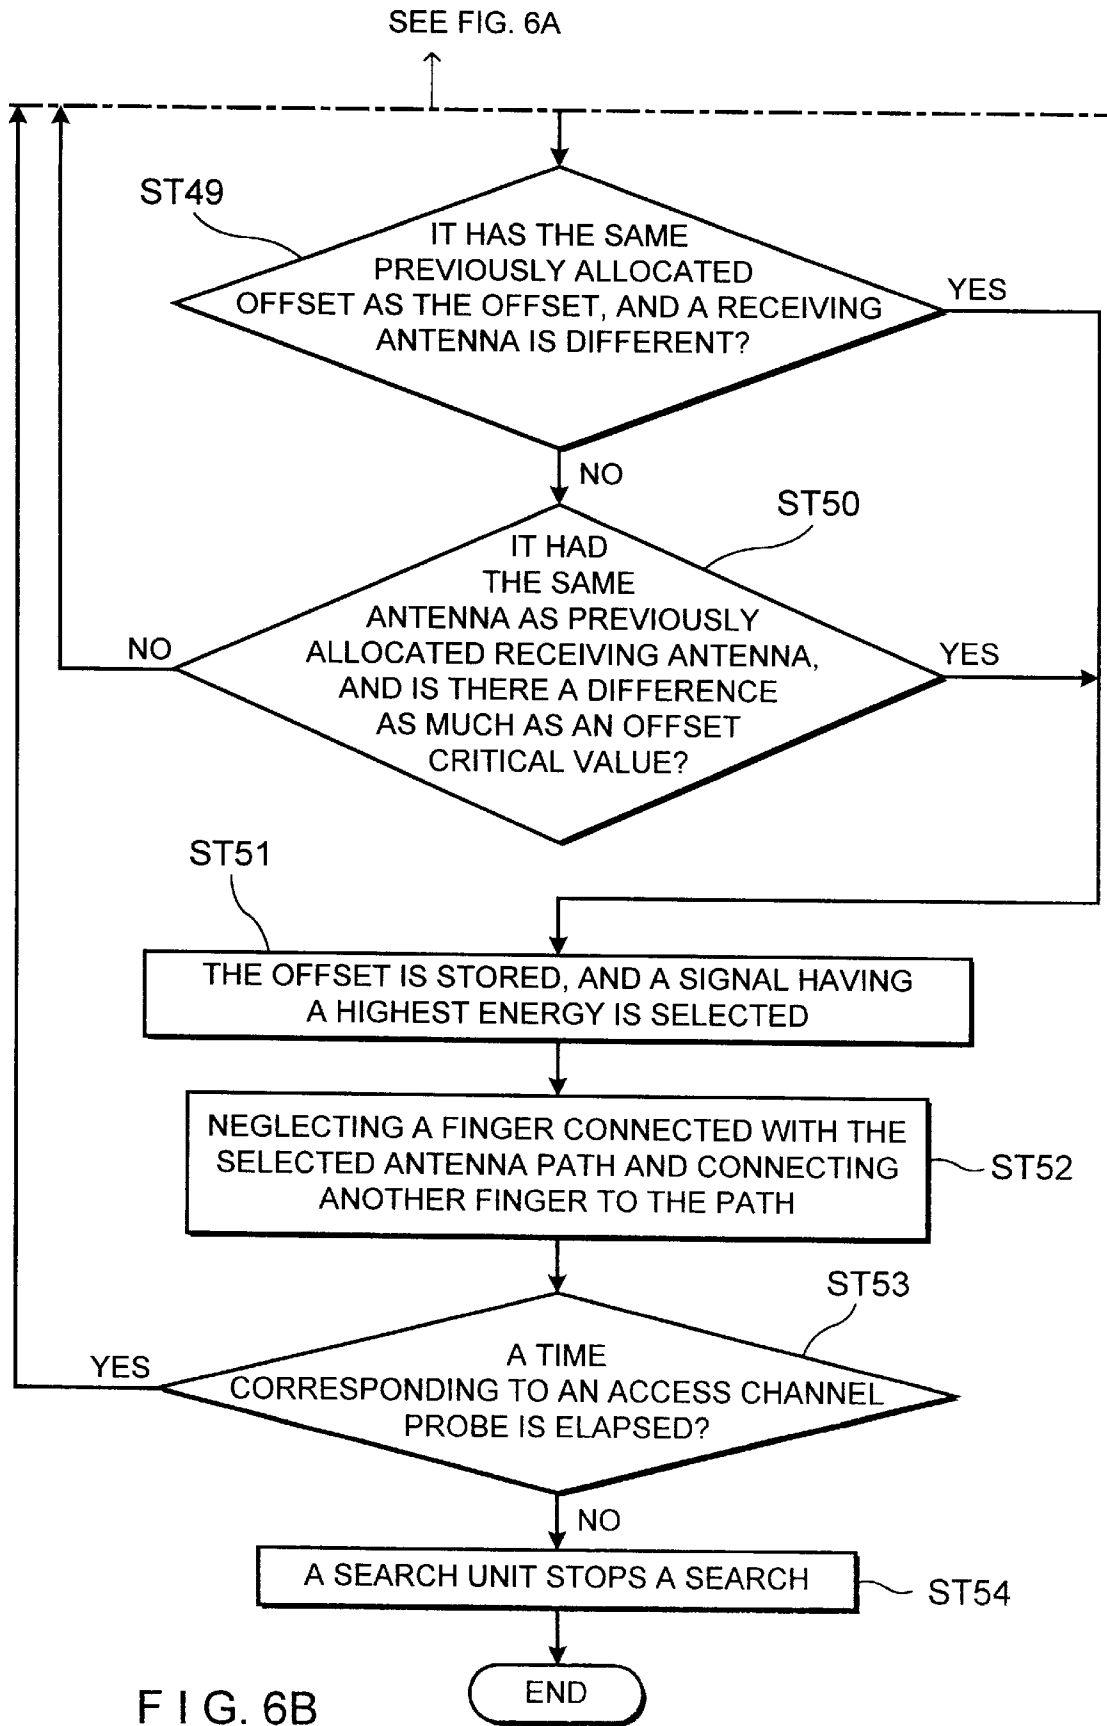 SEE FIG. 6A
ST49
IT HAS THE SAME
PREVIOUSLY ALLOCATED
OFFSET AS THE OFFSET, AND A RECEIVING
ANTENNA IS DIFFERENT?
YES
NO
ST50
IT HAD
THE SAME
ANTENNA AS PREVIOUSLY
ALLOCATED RECEIVING ANTENNA,
AND IS THERE A DIFFERENCE
AS MUCH AS AN OFFSET
CRITICAL VALUE?
NO
YES
ST51
THE OFFSET IS STORED, AND A SIGNAL HAVING
A HIGHEST ENERGY IS SELECTED
NEGLECTING A FINGER CONNECTED WITH THE
SELECTED ANTENNA PATH AND CONNECTING
ANOTHER FINGER TO THE PATH
ST52
ST53
YES
A TIME
CORRESPONDING TO AN ACCESS CHANNEL
PROBE IS ELAPSED?
NO
A SEARCH UNIT STOPS A SEARCH
ST54
END
F I G. 6B